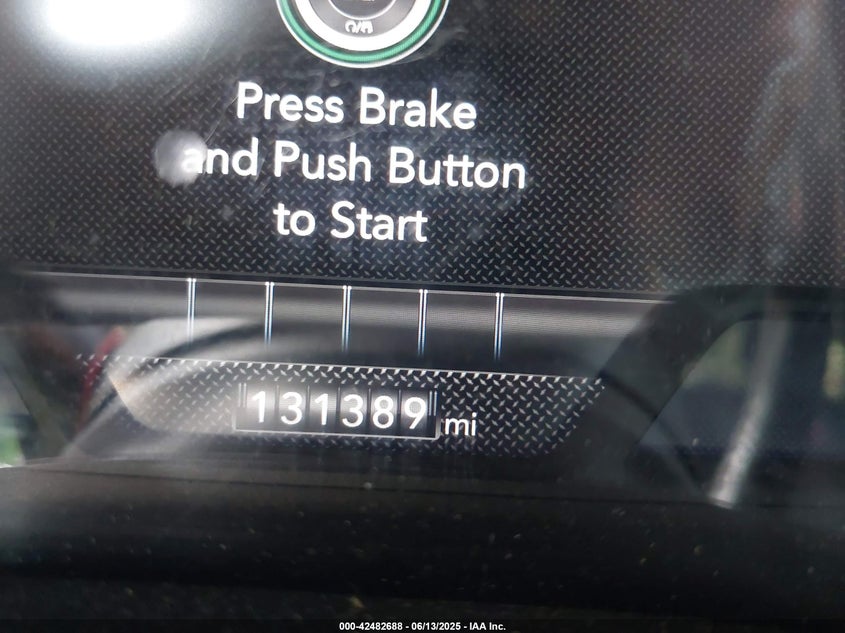 Press Brake
and Push Button
to Start
131389 mi
000-42482688 - 06/13/2025 - IAA Inc.